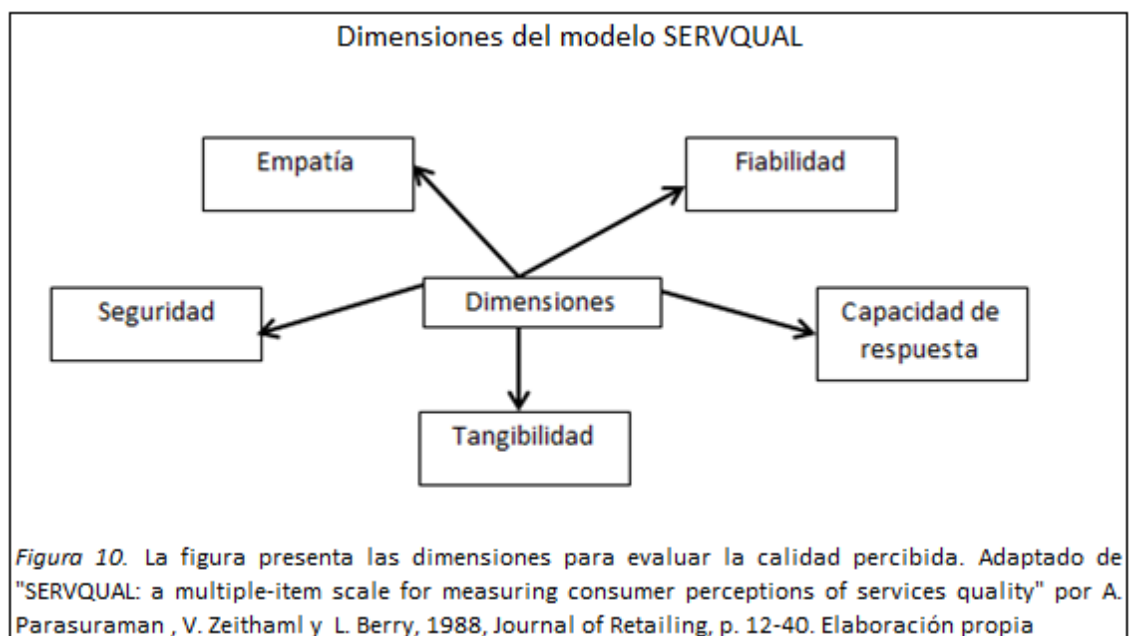 Dimensiones del modelo SERVQUAL
Empatía
Fiabilidad
Seguridad
Dimensiones
Capacidad de
respuesta
Tangibilidad
Figura 10. La figura presenta las dimensiones para evaluar la calidad percibida. Adaptado de
"SERVQUAL: a multiple-item scale for measuring consumer perceptions of services quality" por A.
Parasuraman , V. Zeithaml y L. Berry, 1988, Journal of Retailing, p. 12-40. Elaboración propia